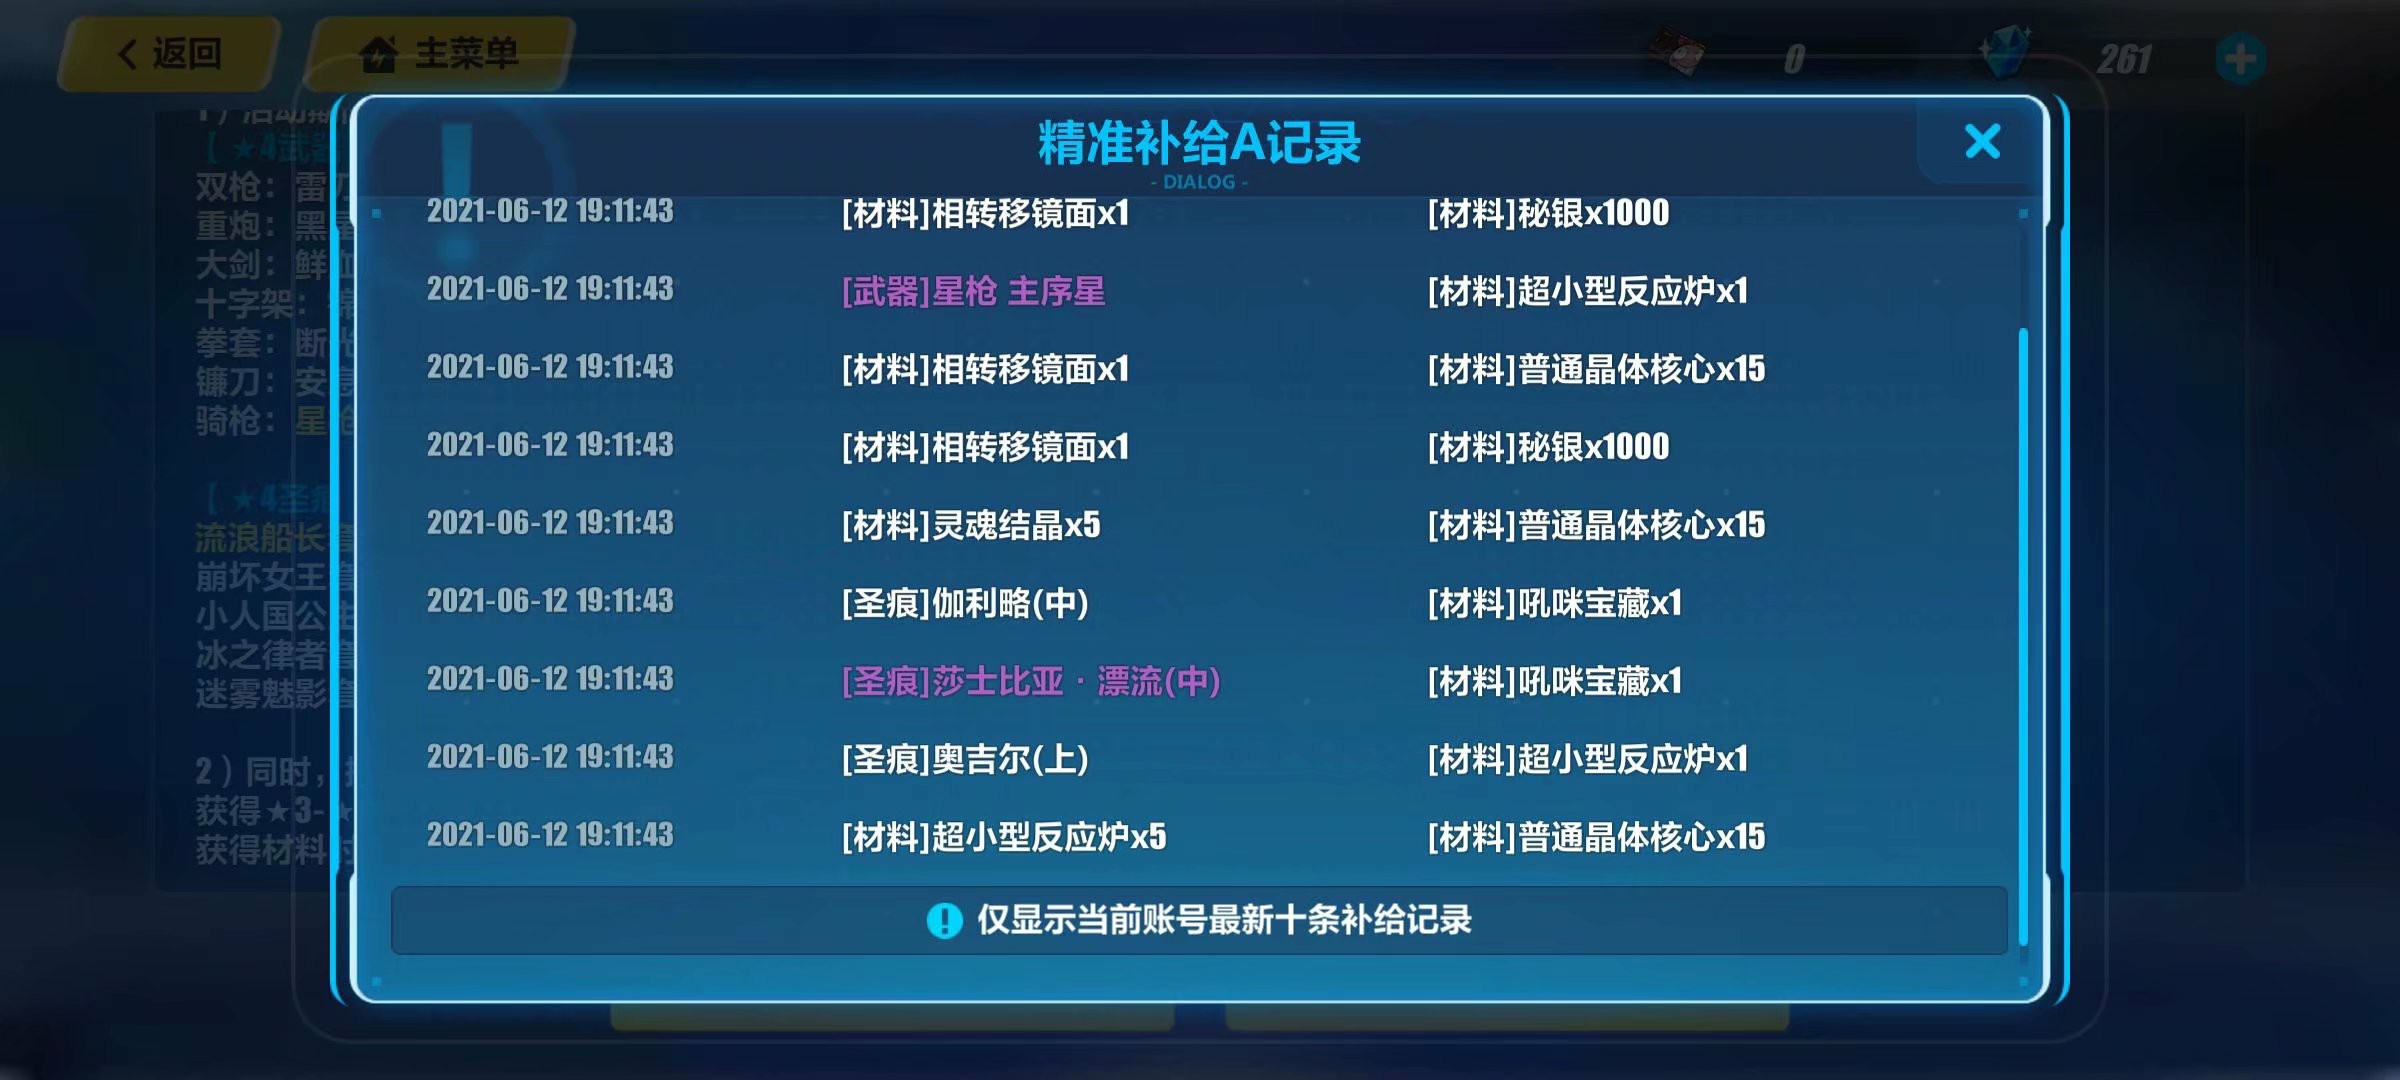 返回
主菜单
0
261
精准补给A记录
- DIALOG -
2021-06-12 19:11:43 [材料]相转移镜面x1 [材料]秘银x1000
2021-06-12 19:11:43 [武器]星枪 主序星 [材料]超小型反应炉x1
2021-06-12 19:11:43 [材料]相转移镜面x1 [材料]普通晶体核心x15
2021-06-12 19:11:43 [材料]相转移镜面x1 [材料]秘银x1000
2021-06-12 19:11:43 [材料]灵魂结晶x5 [材料]普通晶体核心x15
2021-06-12 19:11:43 [圣痕]伽利略(中) [材料]吼咪宝藏x1
2021-06-12 19:11:43 [圣痕]莎士比亚·漂流(中) [材料]吼咪宝藏x1
2021-06-12 19:11:43 [圣痕]奥吉尔(上) [材料]超小型反应炉x1
2021-06-12 19:11:43 [材料]超小型反应炉x5 [材料]普通晶体核心x15
仅显示当前账号最新十条补给记录
【★4武器
双枪：雷
重炮：黑
大剑：鲜血
十字架：
拳套：断
镰刀：安
骑枪：星
【★4圣痕
流浪船长
崩坏女王
小人国公主
冰之律者
迷雾魅影
2）同时，
获得★3-
获得材料